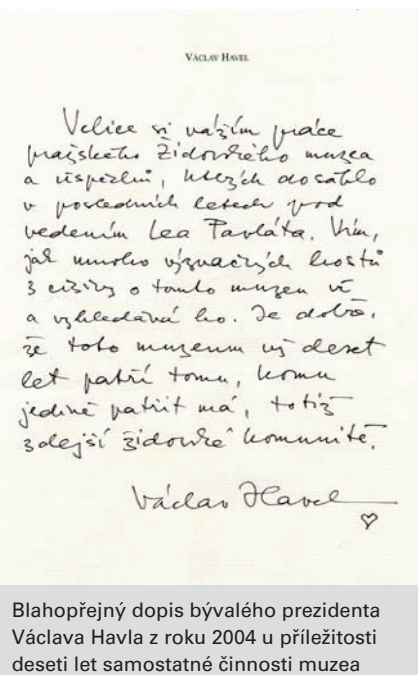 VÁCLAV HAVEL
Velice si vážím práce
pražského Židovského muzea
a úspěchů, kterých dosáhlo
v posledních letech pod
vedením Lea Pavláta. Vím,
jak mnoho význačných hostů
z ciziny o tomto muzeu ví
a vyhledává ho. Je dobře,
že toto muzeum už deset
let patří tomu, komu
jedině patřit má, totiž
zdejší židovské komunitě.
Václav Havel
Blahopřejný dopis bývalého prezidenta
Václava Havla z roku 2004 u příležitosti
deseti let samostatné činnosti muzea